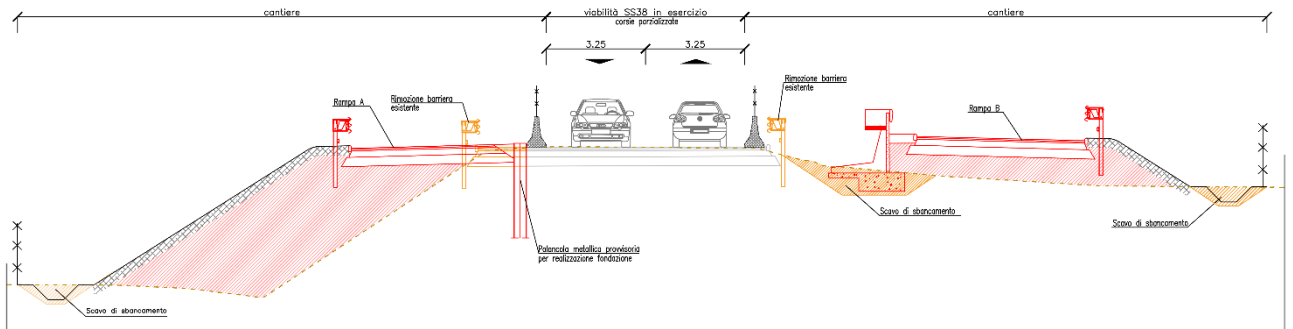 cantiere
viabilità SS38 in esercizio
corsie parzializzate
cantiere
3.25
3.25
Rampa A
Rimozione barriera
esistente
Rimozione barriera
esistente
Rampa B
Scavo di sbancamento
Scavo di sbancamento
Palancola metallica provvisoria
per realizzazione fondazione
Scavo di sbancamento